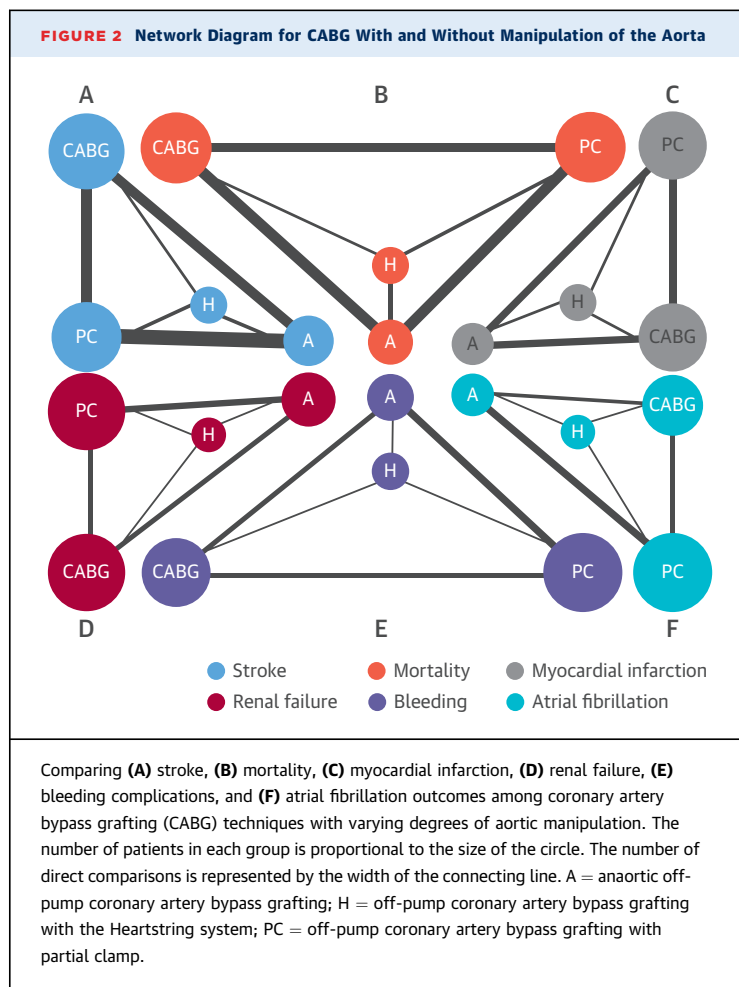 FIGURE 2 Network Diagram for CABG With and Without Manipulation of the Aorta
A
B
C
CABG
CABG
PC
PC
H
H
H
PC
A
A
A
CABG
PC
A
A
A
CABG
H
H
H
CABG
CABG
PC
PC
D
E
F
Stroke
Mortality
Myocardial infarction
Renal failure
Bleeding
Atrial fibrillation
Comparing (A) stroke, (B) mortality, (C) myocardial infarction, (D) renal failure, (E)
bleeding complications, and (F) atrial fibrillation outcomes among coronary artery
bypass grafting (CABG) techniques with varying degrees of aortic manipulation. The
number of patients in each group is proportional to the size of the circle. The number of
direct comparisons is represented by the width of the connecting line. A = anaortic off-
pump coronary artery bypass grafting; H = off-pump coronary artery bypass grafting
with the Heartstring system; PC = off-pump coronary artery bypass grafting with
partial clamp.